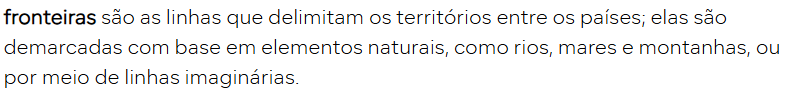 fronteiras são as linhas que delimitam os territórios entre os países; elas são
demarcadas com base em elementos naturais, como rios, mares e montanhas, ou
por meio de linhas imaginárias.